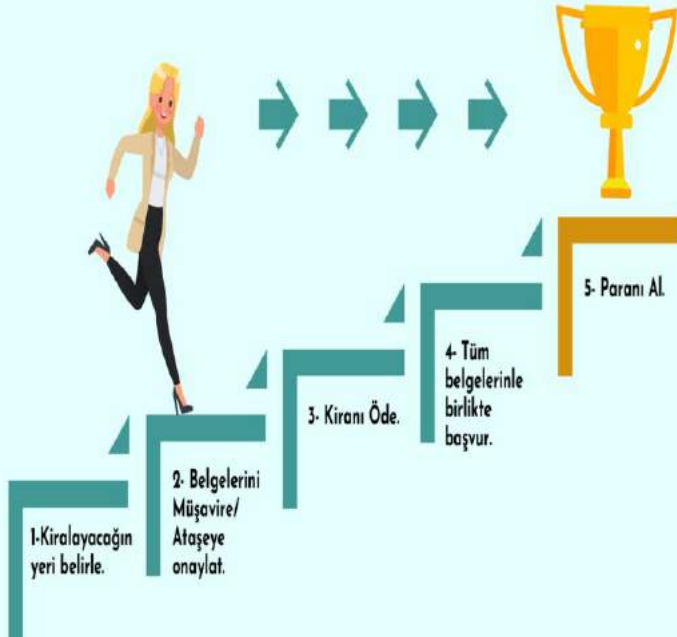 1-Kiralayacağın
yeri belirle.
2- Belgelerini
Müşavire/
Ataşeye
onaylat.
3- Kiranı Öde.
4- Tüm
belgelerinle
birlikte
başvur.
5- Paranı Al.